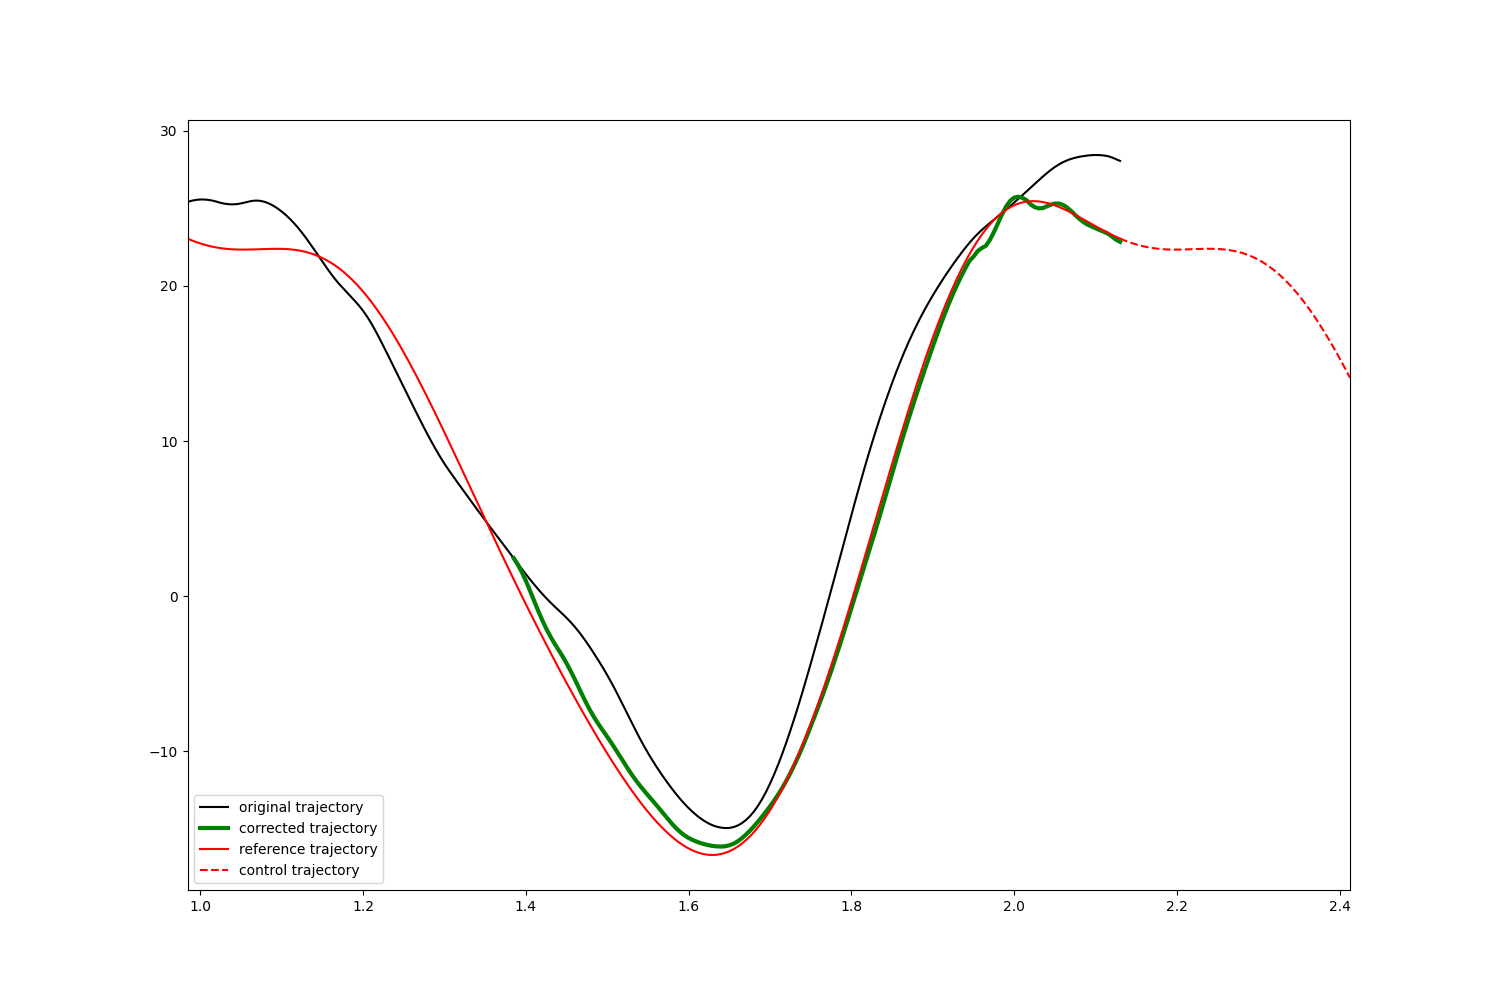 30
20
10
0
−10
original trajectory
corrected trajectory
reference trajectory
control trajectory
1.0 1.2 1.4 1.6 1.8 2.0 2.2 2.4